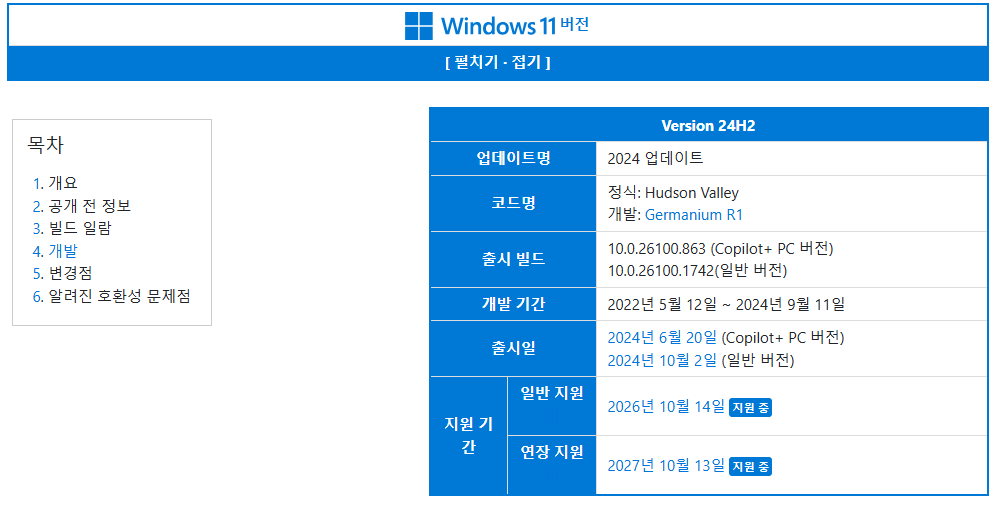 Windows 11 버전
[ 펼치기 · 접기 ]
목차
1. 개요
2. 공개 전 정보
3. 빌드 일람
4. 개발
5. 변경점
6. 알려진 호환성 문제점
Version 24H2
업데이트명
2024 업데이트
코드명
정식: Hudson Valley
개발: Germanium R1
출시 빌드
10.0.26100.863 (Copilot+ PC 버전)
10.0.26100.1742(일반 버전)
개발 기간
2022년 5월 12일 ~ 2024년 9월 11일
출시일
2024년 6월 20일 (Copilot+ PC 버전)
2024년 10월 2일 (일반 버전)
지원 기
간
일반 지원
2026년 10월 14일 지원 중
연장 지원
2027년 10월 13일 지원 중